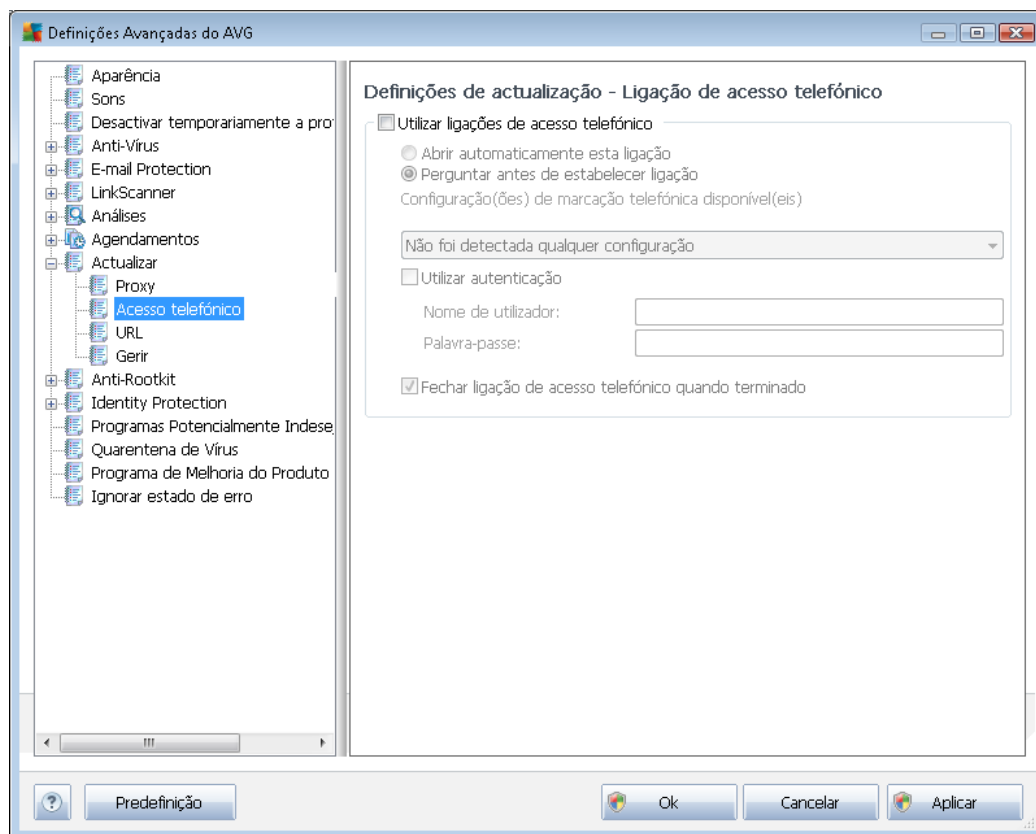 Definições Avançadas do AVG
Aparência
Sons
Desactivar temporariamente a pro
Anti-Vírus
E-mail Protection
LinkScanner
Análises
Agendamentos
Actualizar
Proxy
Acesso telefónico
URL
Gerir
Anti-Rootkit
Identity Protection
Programas Potencialmente Indese
Quarentena de Vírus
Programa de Melhoria do Produto
Ignorar estado de erro
Definições de actualização - Ligação de acesso telefónico
Utilizar ligações de acesso telefónico
Abrir automaticamente esta ligação
Perguntar antes de estabelecer ligação
Configuração(ões) de marcação telefónica disponível(eis)
Não foi detectada qualquer configuração
Utilizar autenticação
Nome de utilizador:
Palavra-passe:
Fechar ligação de acesso telefónico quando terminado
? Predefinição Ok Cancelar Aplicar